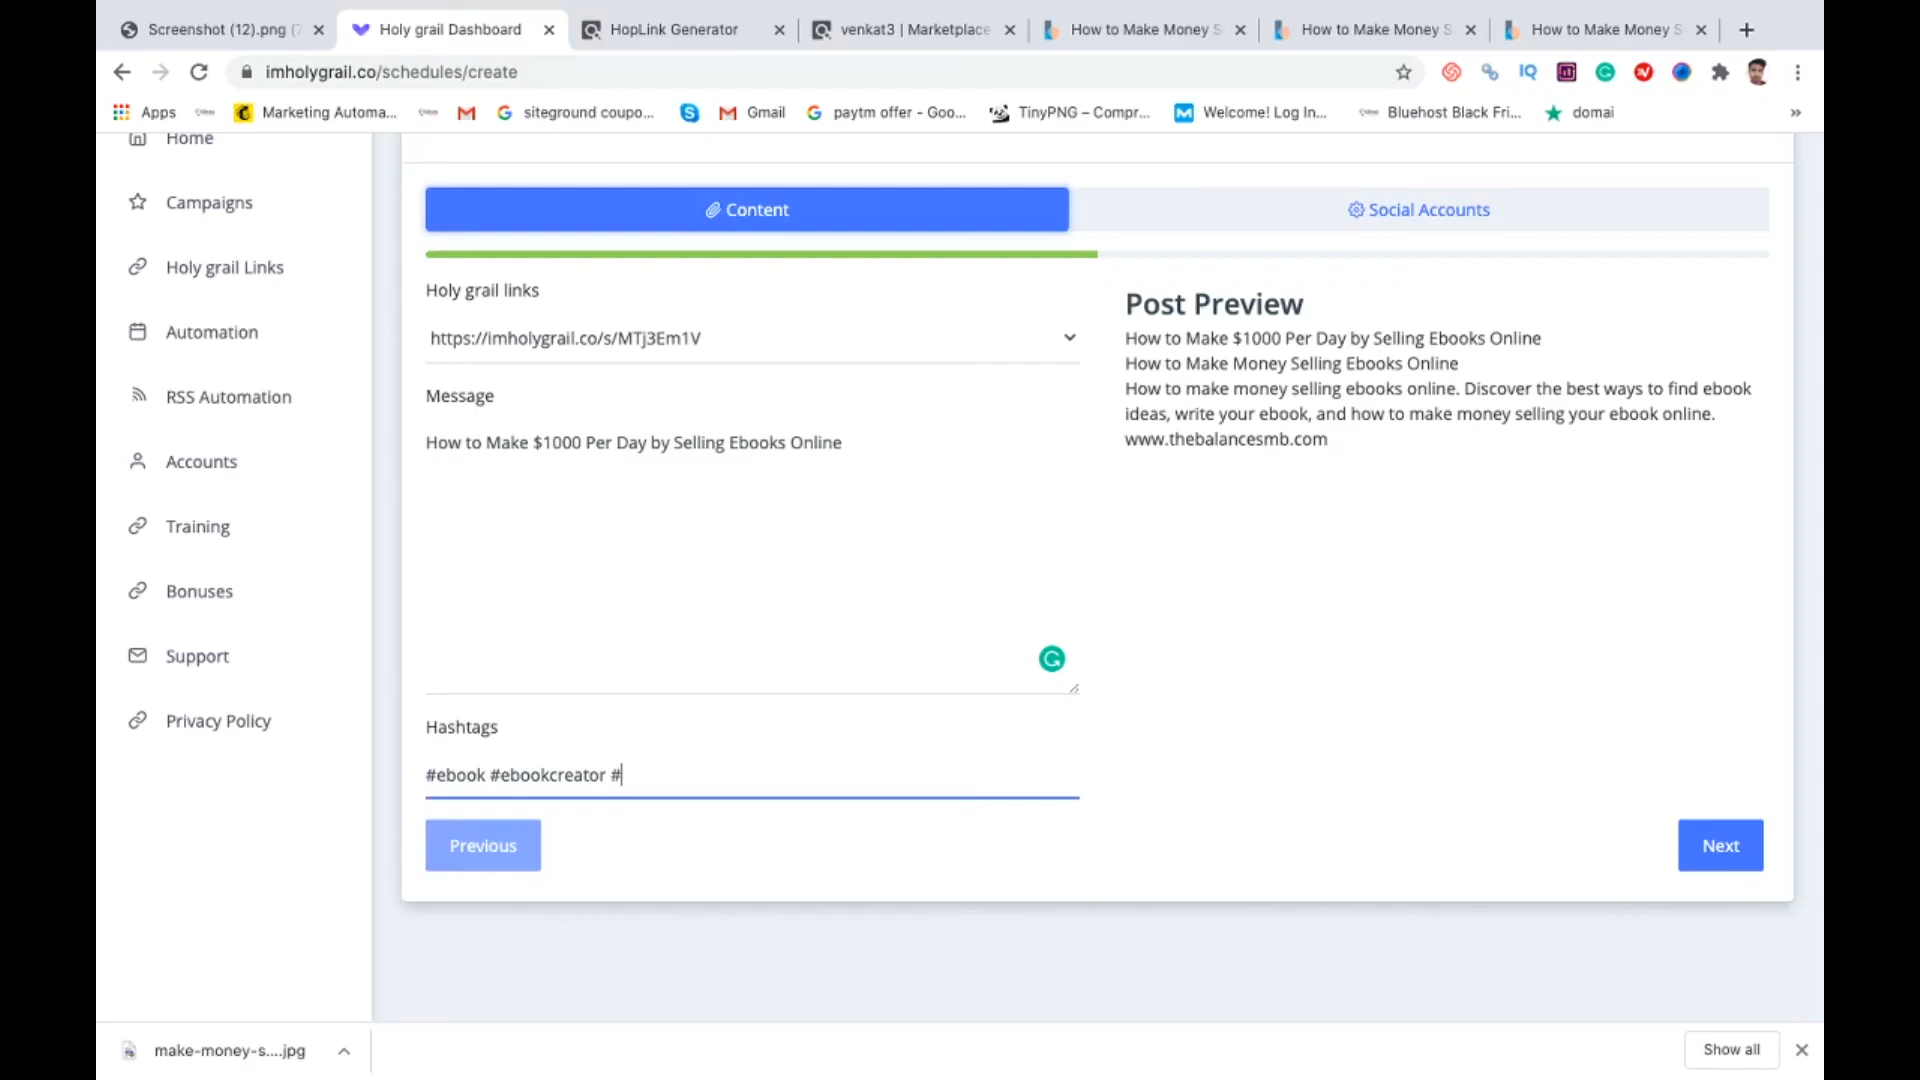 Screenshot (12).png (7
Holy grail Dashboard
HopLink Generator
venkat3 | Marketplace
How to Make Money S
How to Make Money S
How to Make Money S
imholygrail.co/schedules/create
IQ
Apps
Marketing Automa...
siteground coupo...
Gmail
paytm offer - Goo...
TinyPNG – Compr...
Welcome! Log In...
Bluehost Black Fri...
domai
Home
Campaigns
Holy grail Links
Automation
RSS Automation
Accounts
Training
Bonuses
Support
Privacy Policy
Content
Social Accounts
Holy grail links
https://imholygrail.co/s/MTj3Em1V
Message
How to Make $1000 Per Day by Selling Ebooks Online
Hashtags
#ebook #ebookcreator #
Previous
Post Preview
How to Make $1000 Per Day by Selling Ebooks Online
How to Make Money Selling Ebooks Online
How to make money selling ebooks online. Discover the best ways to find ebook
ideas, write your ebook, and how to make money selling your ebook online.
www.thebalancesmb.com
Next
make-money-s....jpg
Show all